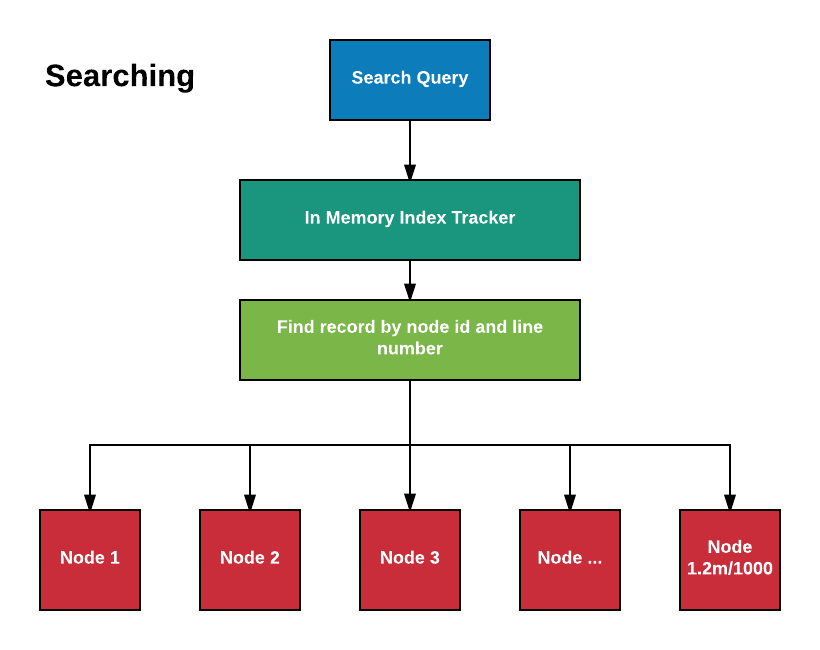 Searching
Search Query
In Memory Index Tracker
Find record by node id and line
number
Node 1
Node 2
Node 3
Node ...
Node
1.2m/1000